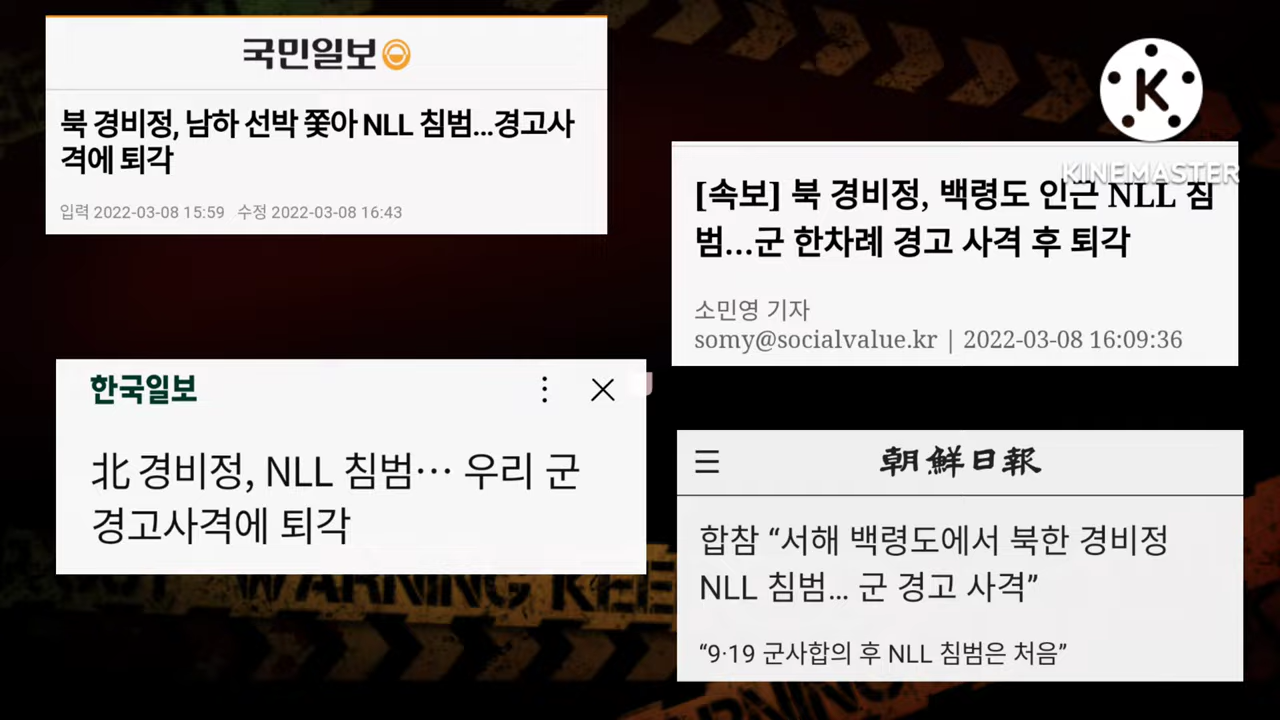 국민일보
북 경비정, 남하 선박 쫓아 NLL 침범...경고사
격에 퇴각
입력 2022-03-08 15:59 수정 2022-03-08 16:43
K
KINEMASTER
[속보] 북 경비정, 백령도 인근 NLL 침
범...군 한차례 경고 사격 후 퇴각
소민영 기자
somy@socialvalue.kr | 2022-03-08 16:09:36
한국일보
北 경비정, NLL 침범… 우리 군
경고사격에 퇴각
朝鮮日報
합참 “서해 백령도에서 북한 경비정
NLL 침범... 군 경고 사격”
“9·19 군사합의 후 NLL 침범은 처음”
WARNING KEE
WARNING